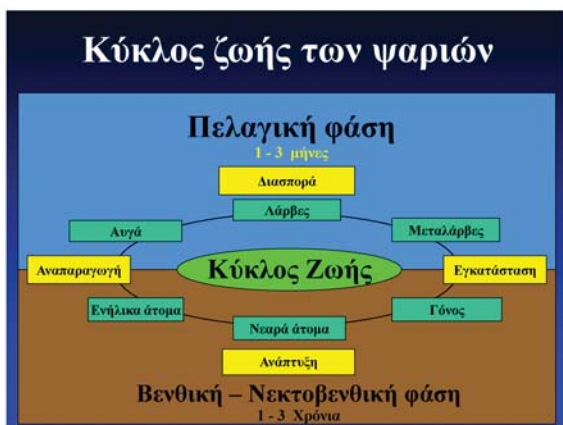 Κύκλος ζωής των ψαριών
Πελαγική φάση
1 - 3 μήνες
Διασπορά
Λάρβες
Αυγά
Μεταλάρβες
Αναπαραγωγή
Κύκλος Ζωής
Εγκατάσταση
Ενήλικα άτομα
Γόνος
Νεαρά άτομα
Ανάπτυξη
Βενθική – Νεκτοβενθική φάση
1 - 3 Χρόνια